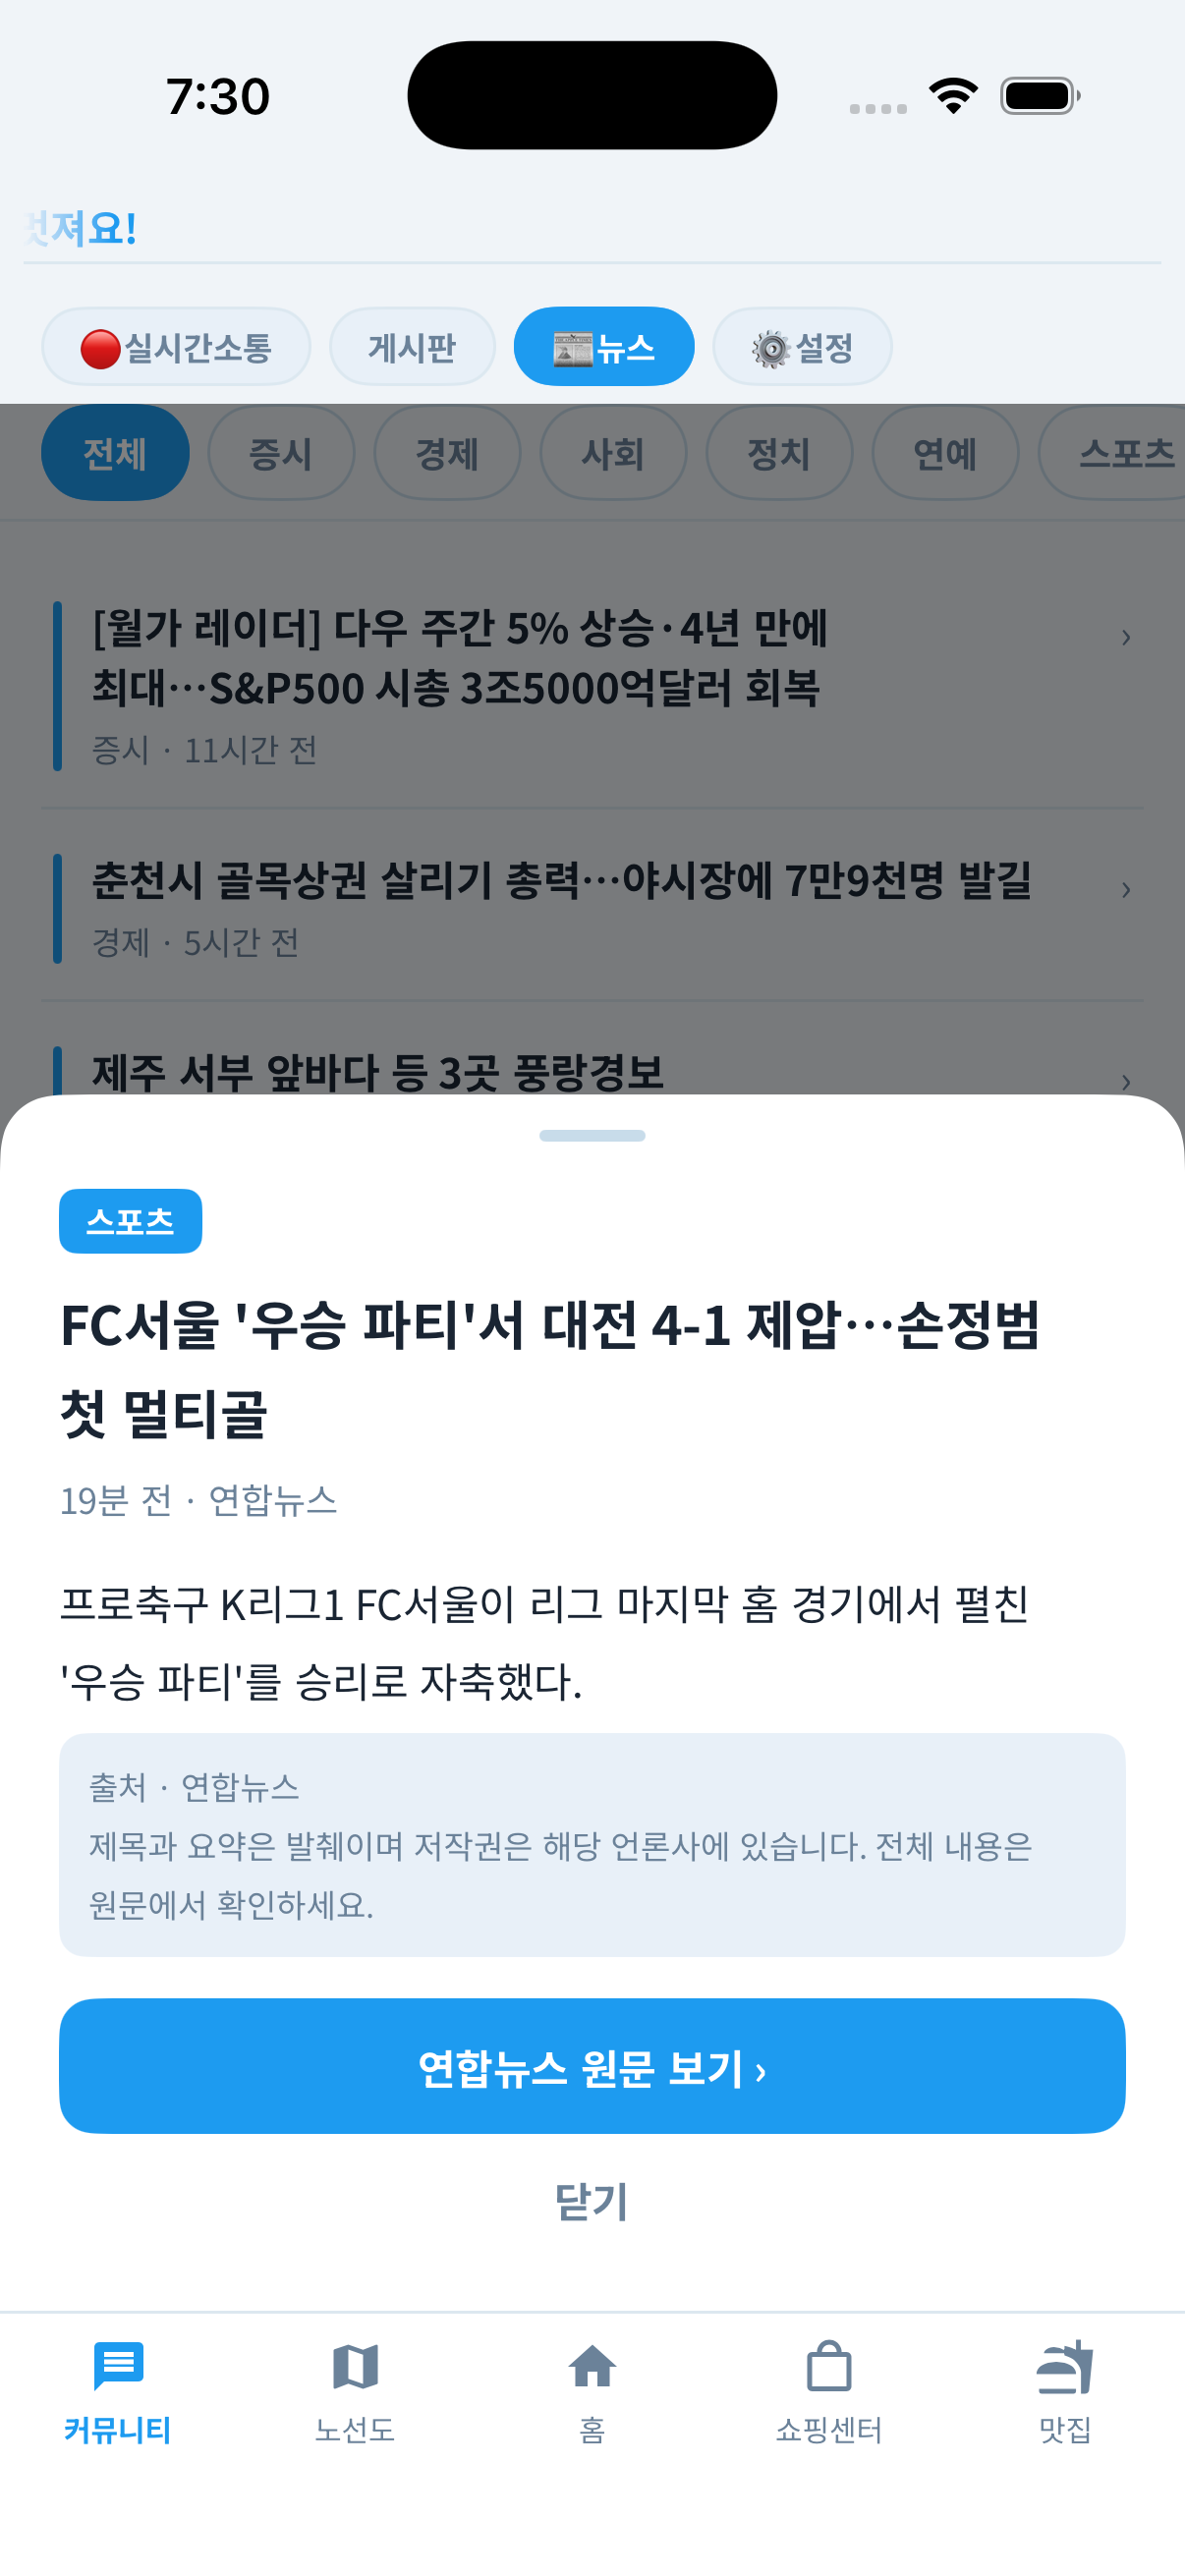 7:30
져요!
실시간소통
게시판
뉴스
설정
전체
증시
경제
사회
정치
연예
스포츠
[월가 레이더] 다우 주간 5% 상승·4년 만에
최대…S&P500 시총 3조5000억달러 회복
증시 · 11시간 전
춘천시 골목상권 살리기 총력…야시장에 7만9천명 발길
경제 · 5시간 전
제주 서부 앞바다 등 3곳 풍랑경보
스포츠
FC서울 '우승 파티'서 대전 4-1 제압…손정범
첫 멀티골
19분 전 · 연합뉴스
프로축구 K리그1 FC서울이 리그 마지막 홈 경기에서 펼친
'우승 파티'를 승리로 자축했다.
출처 · 연합뉴스
제목과 요약은 발췌이며 저작권은 해당 언론사에 있습니다. 전체 내용은
원문에서 확인하세요.
연합뉴스 원문 보기 ›
닫기
커뮤니티
노선도
홈
쇼핑센터
맛집